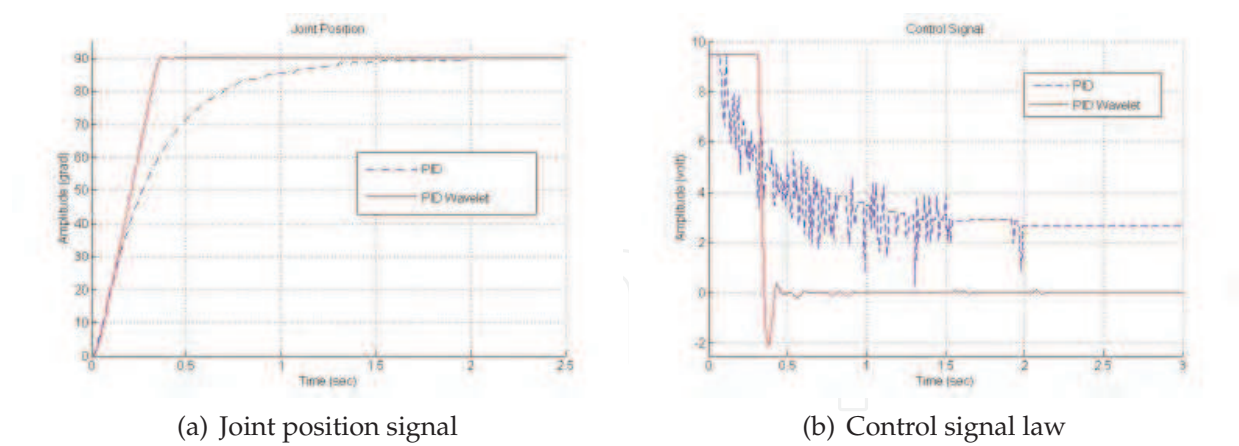 Joint Position
Amplitude (grad)
90
80
70
60
50
40
30
20
10
0
PID
PID Wavelet
0
0.5
1
1.5
2
2.5
Time (sec)
(a) Joint position signal
Control Signal
Amplitude (volt)
10
8
6
4
2
0
-2
PID
PID Wavelet
0
0.5
1
1.5
2
2.5
3
Time (sec)
(b) Control signal law